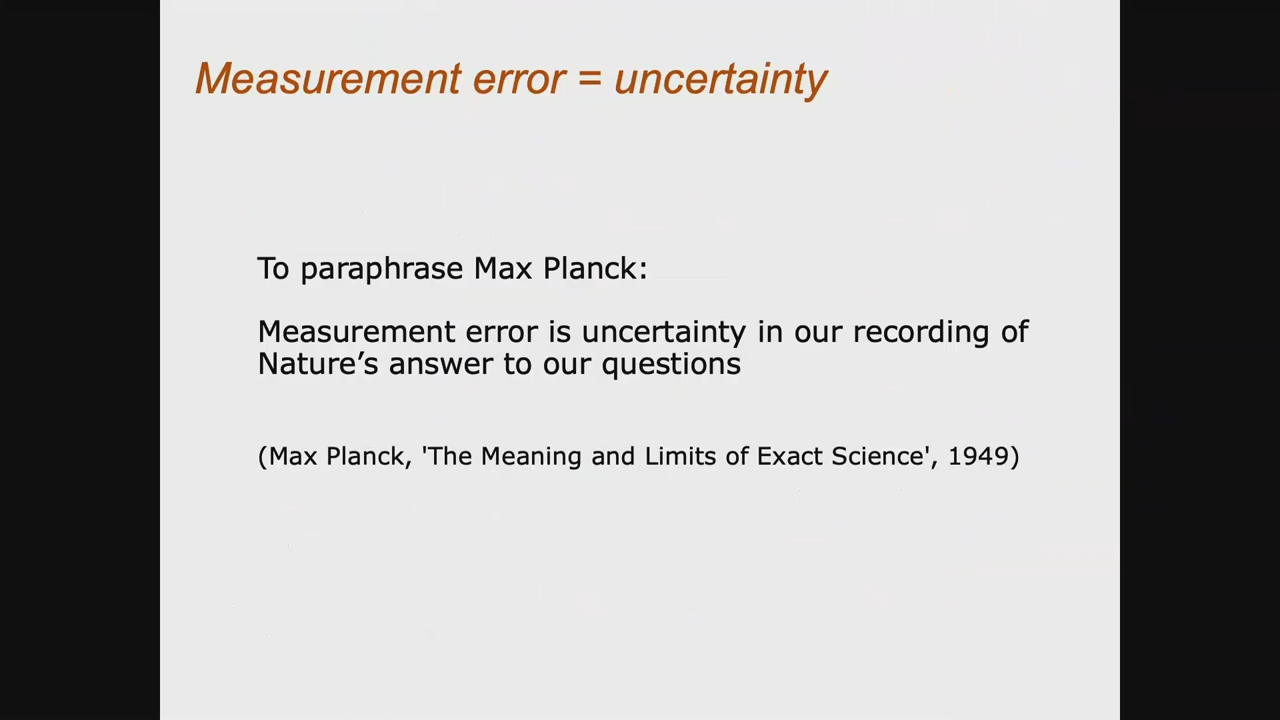 Measurement error = uncertainty
To paraphrase Max Planck:
Measurement error is uncertainty in our recording of
Nature’s answer to our questions
(Max Planck, 'The Meaning and Limits of Exact Science', 1949)